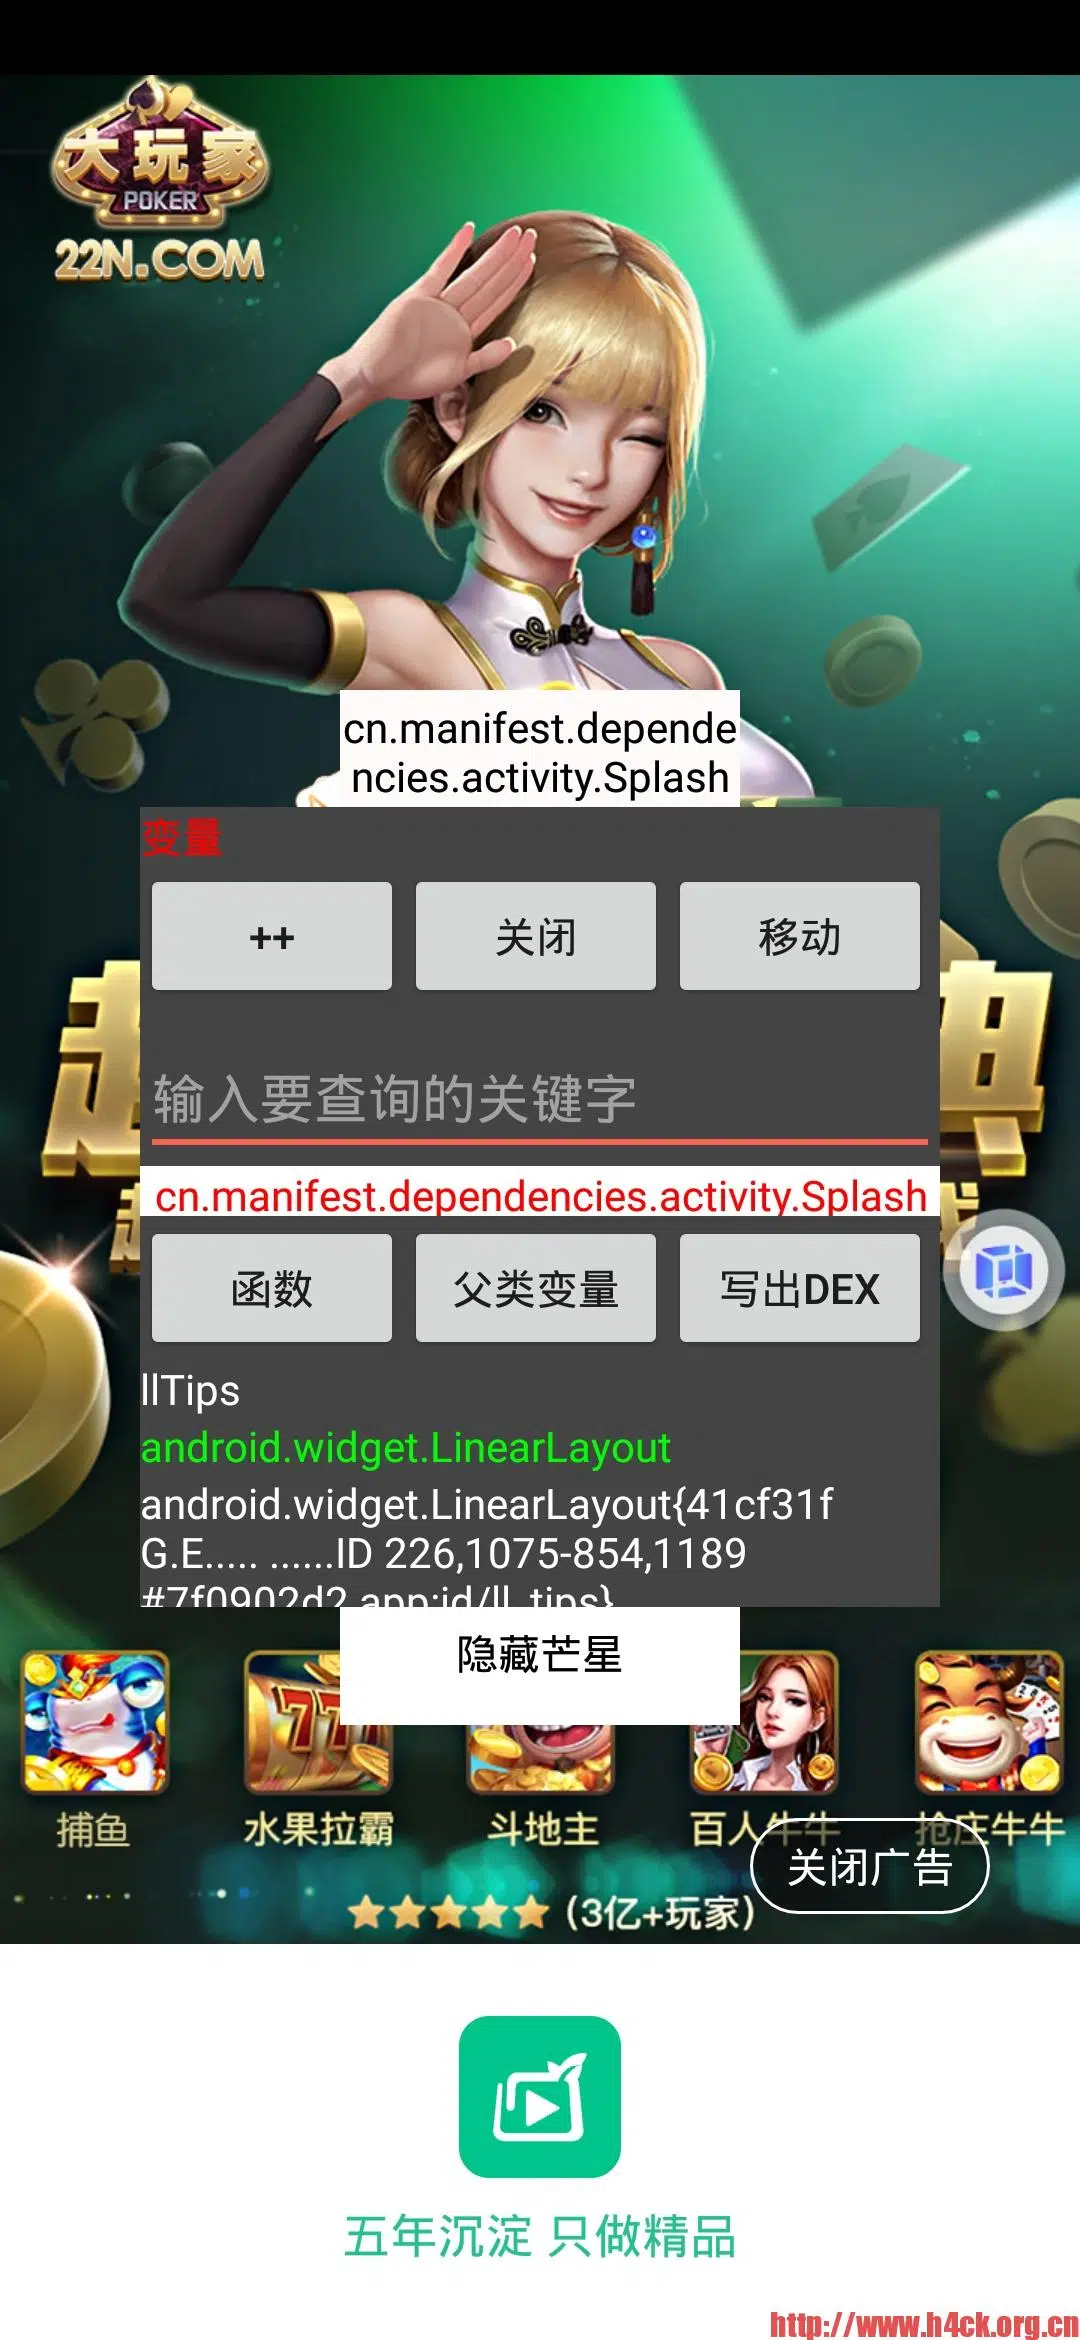 大玩家
POKER
22N.COM
cn.manifest.depende
ncies.activity.Splash
变量
++
关闭
移动
输入要查询的关键字
cn.manifest.dependencies.activity.Splash
函数
父类变量
写出DEX
llTips
android.widget.LinearLayout
android.widget.LinearLayout{41cf31f
G.E..... ......ID 226,1075-854,1189
#7f0902d2 app:id/ll_tips}
隐藏芒星
捕鱼
水果拉霸
斗地主
百人牛牛
抢庄牛牛
关闭广告
(3亿+玩家)
五年沉淀 只做精品
http://www.h4ck.org.cn